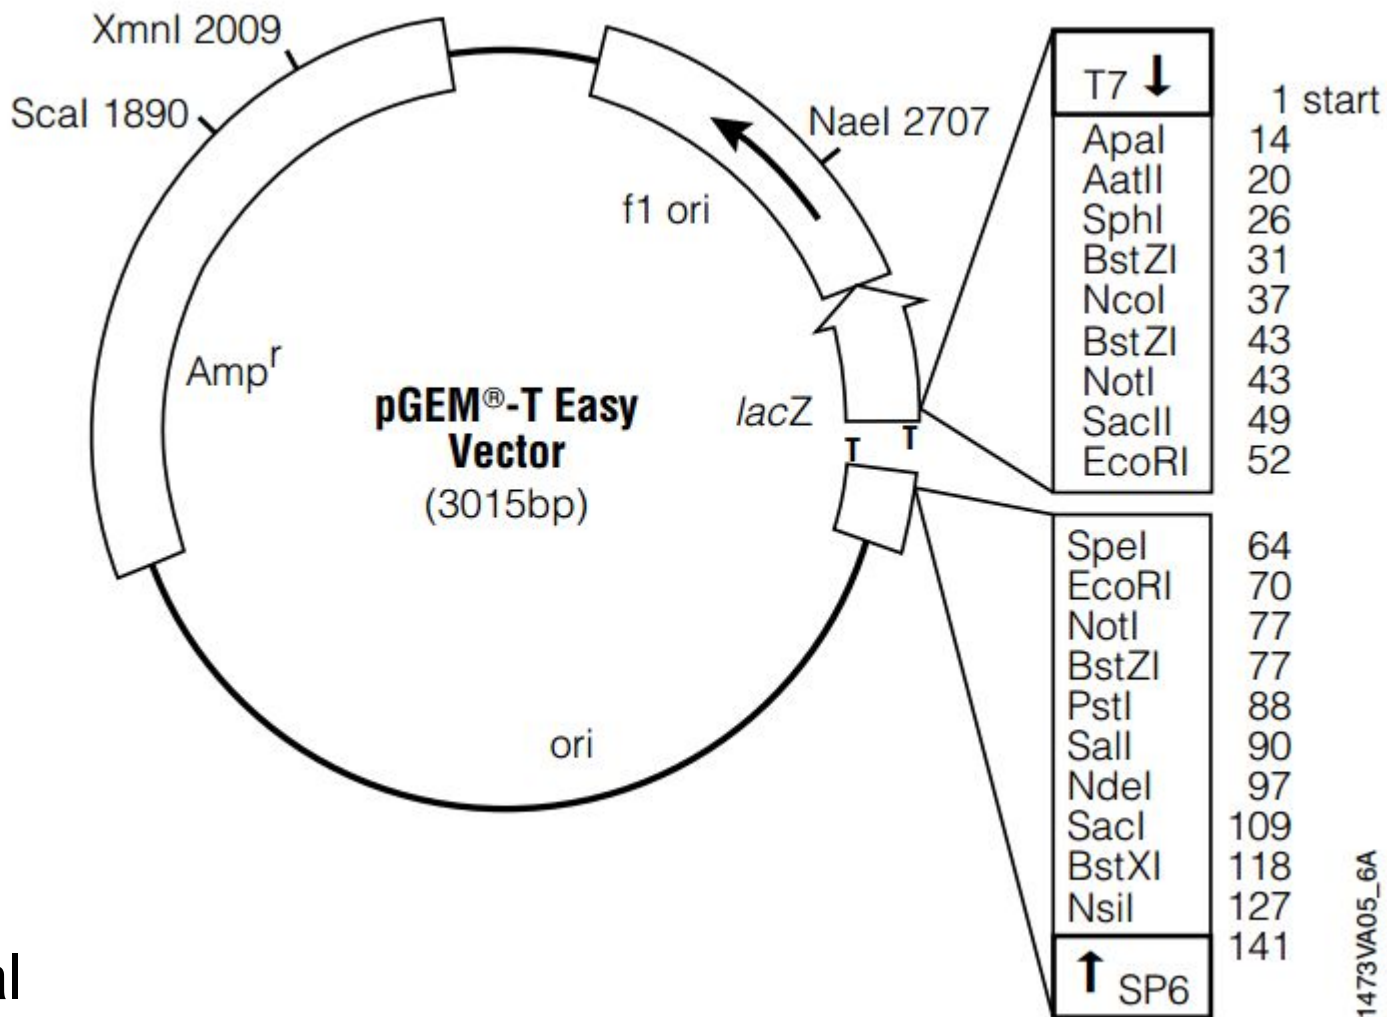 XmnI 2009
ScaI 1890
NaeI 2707
f1 ori
Ampʳ
pGEM®-T Easy
Vector
(3015bp)
lacZ
T T
ori
T7 ↓
1 start
ApaI 14
AatII 20
SphI 26
BstZI 31
NcoI 37
BstZI 43
NotI 43
SacII 49
EcoRI 52
SpeI 64
EcoRI 70
NotI 77
BstZI 77
PstI 88
SalI 90
NdeI 97
SacI 109
BstXI 118
NsiI 127
141
↑ SP6
1473VA05_6A
al